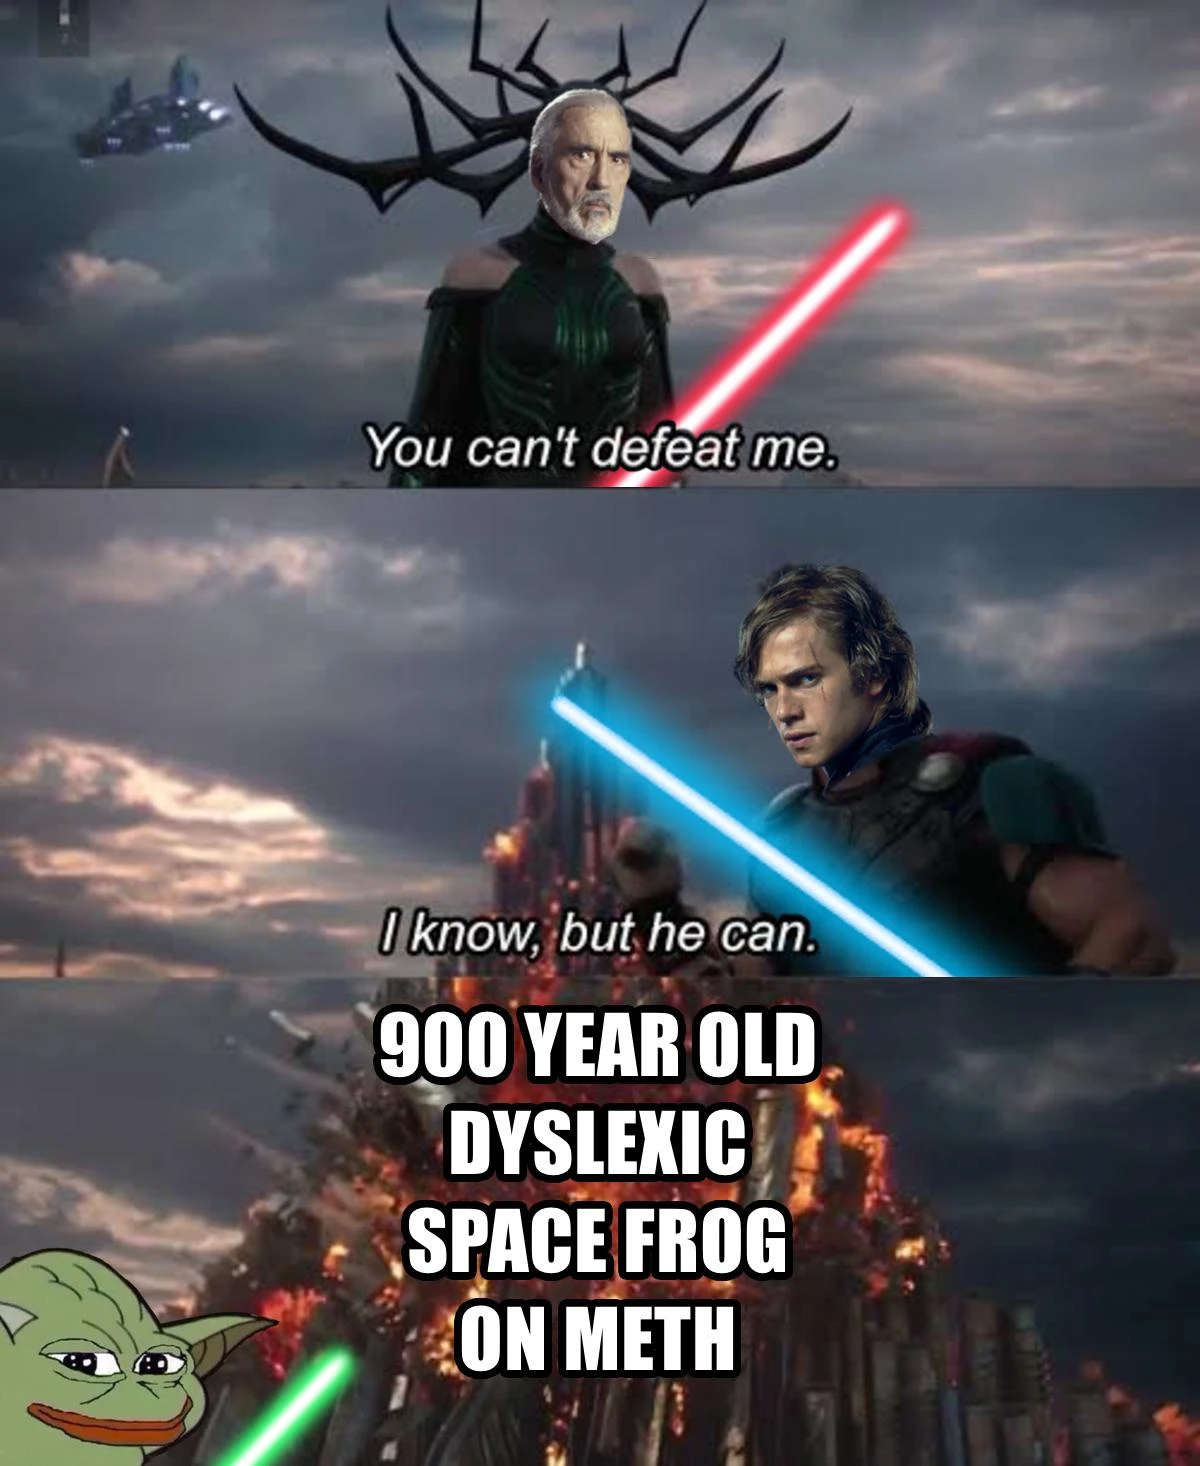 You can't defeat me.
I know, but he can.
900 YEAR OLD
DYSLEXIC
SPACE FROG
ON METH